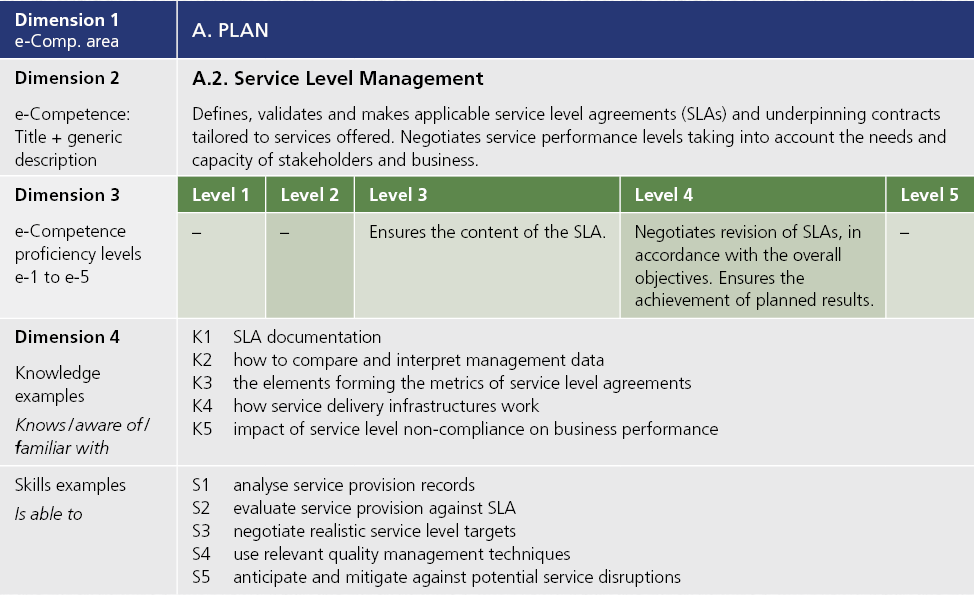 Dimension 1
e-Comp. area
A. PLAN
Dimension 2
e-Competence:
Title + generic
description
A.2. Service Level Management
Defines, validates and makes applicable service level agreements (SLAs) and underpinning contracts
tailored to services offered. Negotiates service performance levels taking into account the needs and
capacity of stakeholders and business.
Dimension 3
e-Competence
proficiency levels
e-1 to e-5
Level 1
–
Level 2
–
Level 3
Ensures the content of the SLA.
Level 4
Negotiates revision of SLAs, in
accordance with the overall
objectives. Ensures the
achievement of planned results.
Level 5
–
Dimension 4
Knowledge
examples
Knows/aware of/
familiar with
K1 SLA documentation
K2 how to compare and interpret management data
K3 the elements forming the metrics of service level agreements
K4 how service delivery infrastructures work
K5 impact of service level non-compliance on business performance
Skills examples
Is able to
S1 analyse service provision records
S2 evaluate service provision against SLA
S3 negotiate realistic service level targets
S4 use relevant quality management techniques
S5 anticipate and mitigate against potential service disruptions